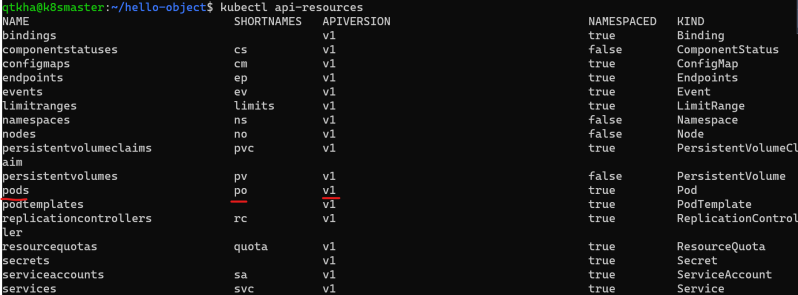 qtkha@k8smaster:~/hello-object$ kubectl api-resources
NAME SHORTNAMES APIVERSION NAMESPACED KIND
bindings v1 true Binding
componentstatuses cs v1 false ComponentStatus
configmaps cm v1 true ConfigMap
endpoints ep v1 true Endpoints
events ev v1 true Event
limitranges limits v1 true LimitRange
namespaces ns v1 false Namespace
nodes no v1 false Node
persistentvolumeclaims pvc v1 true PersistentVolumeCl
aim
persistentvolumes pv v1 false PersistentVolume
pods po v1 true Pod
podtemplates v1 true PodTemplate
replicationcontrollers rc v1 true ReplicationControl
ler
resourcequotas quota v1 true ResourceQuota
secrets v1 true Secret
serviceaccounts sa v1 true ServiceAccount
services svc v1 true Service